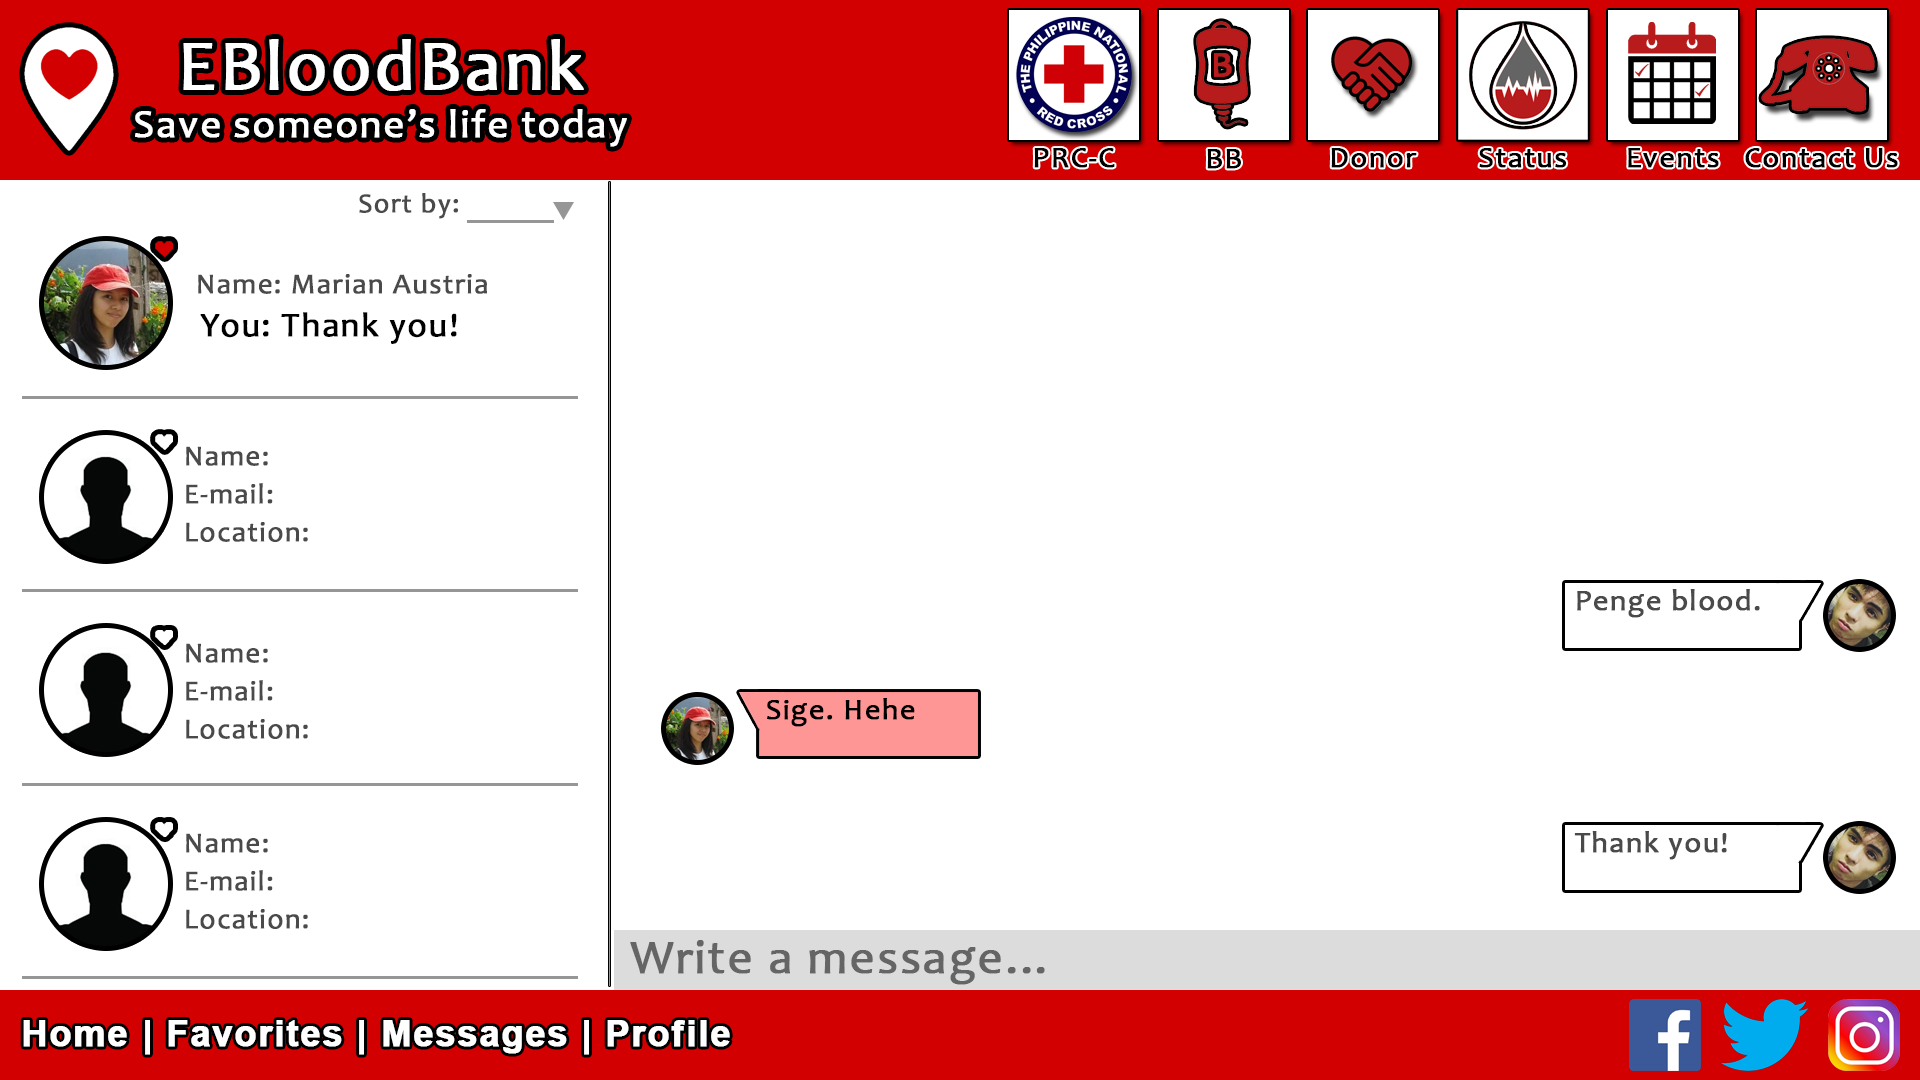 EBloodBank
Save someone’s life today
THE PHILIPPINE NATIONAL
RED CROSS
B
PRC-C
BB
Donor
Status
Events
Contact Us
Sort by:
Name: Marian Austria
You: Thank you!
Name:
E-mail:
Location:
Name:
E-mail:
Location:
Name:
E-mail:
Location:
Penge blood.
Sige. Hehe
Thank you!
Write a message...
Home | Favorites | Messages | Profile